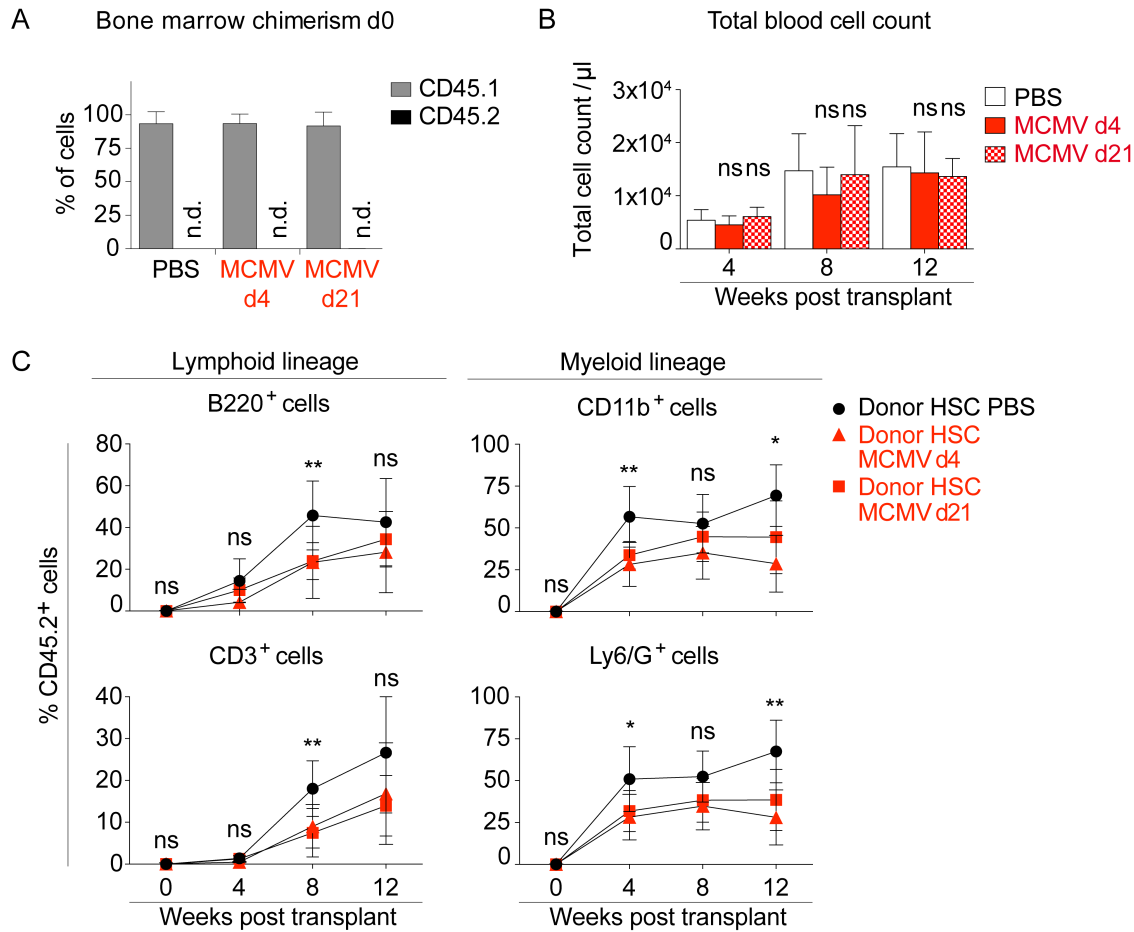 A
Bone marrow chimerism d0
% of cells
100
75
50
25
0
n.d.
n.d.
n.d.
PBS
MCMV
d4
MCMV
d21
CD45.1
CD45.2
B
Total blood cell count
Total cell count /µl
3x10⁴
2x10⁴
1x10⁴
0
ns ns
ns ns
ns ns
4 8 12
Weeks post transplant
PBS
MCMV d4
MCMV d21
C
Lymphoid lineage
Myeloid lineage
% CD45.2⁺ cells
B220⁺ cells
80
60
40
20
0
ns
ns
**
ns
CD11b⁺ cells
100
75
50
25
0
ns
**
ns
*
Donor HSC PBS
Donor HSC
MCMV d4
Donor HSC
MCMV d21
CD3⁺ cells
40
30
20
10
0
ns
ns
**
ns
0 4 8 12
Weeks post transplant
Ly6/G⁺ cells
100
75
50
25
0
ns
*
ns
**
0 4 8 12
Weeks post transplant